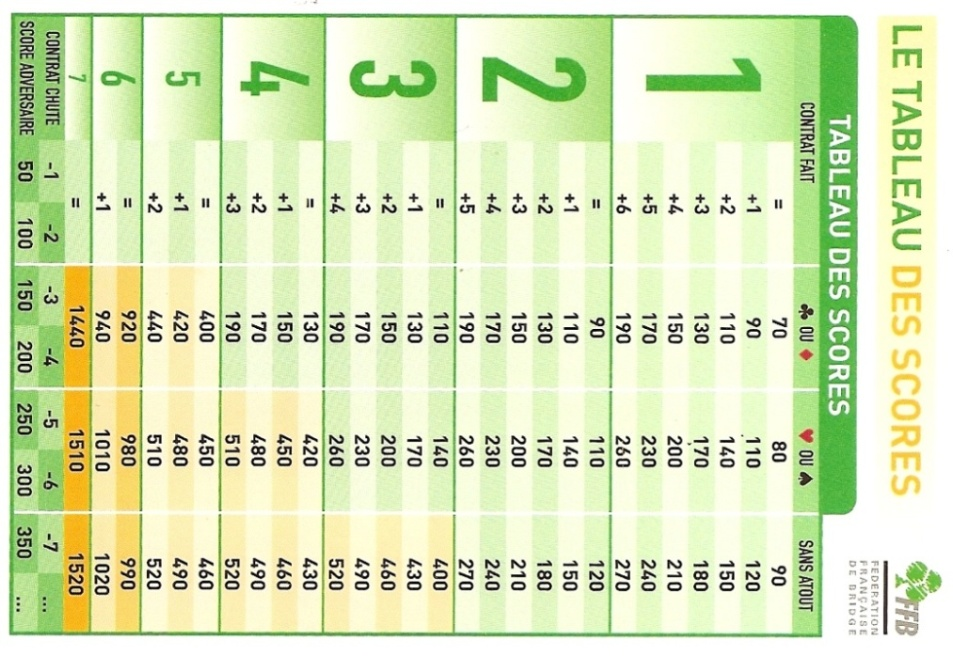 LE TABLEAU DES SCORES
FFB
FEDERATION
FRANÇAISE
DE BRIDGE
TABLEAU DES SCORES
CONTRAT FAIT ♣ OU ♦ ♥ OU ♠ SANS ATOUT
1
= 70 80 90
+1 90 110 120
+2 110 140 150
+3 130 170 180
+4 150 200 210
+5 170 230 240
+6 190 260 270
2
= 90 110 120
+1 110 140 150
+2 130 170 180
+3 150 200 210
+4 170 230 240
+5 190 260 270
3
= 110 140 400
+1 130 170 430
+2 150 200 460
+3 170 230 490
+4 190 260 520
4
= 130 420 430
+1 150 450 460
+2 170 480 490
+3 190 510 520
5
= 400 450 460
+1 420 480 490
+2 440 510 520
6
= 920 980 990
+1 940 1010 1020
7 = 1440 1510 1520
CONTRAT CHUTE -1 -2 -3 -4 -5 -6 -7 ...
SCORE ADVERSAIRE 50 100 150 200 250 300 350 ...